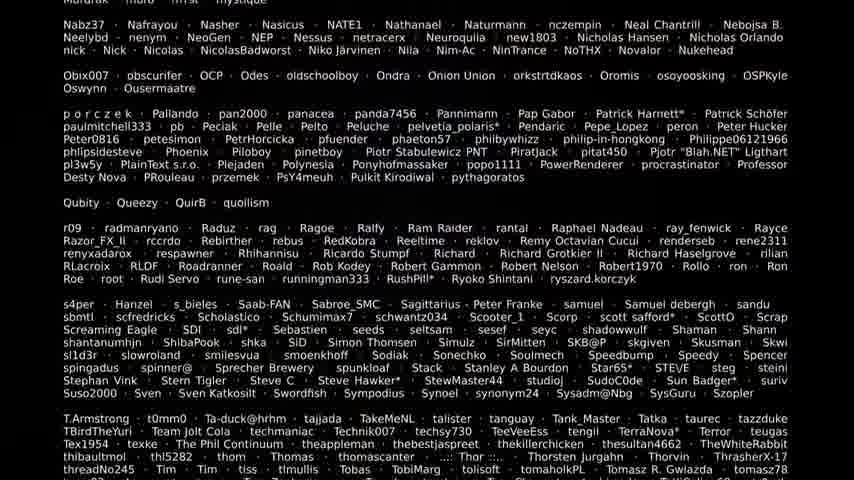 Nabz37 · Nafrayou · Nasher · Nasicus · NATE1 · Nathanael · Naturmann · nczempin · Neal Chantrill · Nebojsa B.
Neelybd · nenym · NeoGen · NEP · Nessus · netracerx · Neuroquiia · new1803 · Nicholas Hansen · Nicholas Orlando
nick · Nick · Nicolas · NicolasBadworst · Niko Järvinen · Nila · Nim-Ac · NinTrance · NoTHX · Novalor · Nukehead
Obix007 · obscurifer · OCP · Odes · oldschoolboy · Ondra · Onion Union · orkstrtdkaos · Oromis · osoyoosking · OSPKyle
Oswynn · Ousermaatre
p o r c z e k · Pallando · pan2000 · panacea · panda7456 · Pannimann · Pap Gabor · Patrick Harnett* · Patrick Schöfer
paulmitchell333 · pb · Peciak · Pelle · Pelto · Peluche · pelvetia_polaris* · Pendaric · Pepe_Lopez · peron · Peter Hucker
Peter0816 · petesimon · PetrHorcicka · pfuender · phaeton57 · phiibywhizz · philip-in-hongkong · Philippe06121966
phlipsidesteve · Phoenix · Piloboy · pinetboy · Piotr Stabulewicz PNT · PiratJack · pitat450 · Pjotr "Blah.NET" Ligthart
pl3w5y · PlainText s.r.o. · Plejaden · Polynesia · Ponyhofmassaker · popo1111 · PowerRenderer · procrastinator · Professor
Desty Nova · PRouleau · przemek · PsY4meuh · Pulkit Kirodiwal · pythagoratos
Qubity · Queezy · QuirB · quollism
r09 · radmanryano · Raduz · rag · Ragoe · Ralfy · Ram Raider · rantal · Raphael Nadeau · ray_fenwick · Rayce
Razor_FX_II · rccrdo · Rebirther · rebus · RedKobra · Reeltime · reklov · Remy Octavian Cucui · renderseb · rene2311
renyxadarox · respawner · Rhihannisu · Ricardo Stumpf · Richard · Richard Grotkier II · Richard Haselgrove · rilian
RLacroix · RLDF · Roadranner · Roald · Rob Kodey · Robert Gammon · Robert Nelson · Robert1970 · Rollo · ron · Ron
Roe · root · Rudi Servo · rune-san · runningman333 · RushPill* · Ryoko Shintani · ryszard.korczyk
s4per · Hanzel · s_bieles · Saab-FAN · Sabroe_SMC · Sagittarius - Peter Franke · samuel · Samuel debergh · sandu
sbmtl · scfredricks · Scholastico · Schumimax7 · schwantz034 · Scooter_1 · Scorp · scott safford* · ScottO · Scrap
Screaming Eagle · SDI · sdl* · Sebastien · seeds · seltsam · sesef · seyc · shadowwulf · Shaman · Shann
shantanumhjn · ShibaPook · shka · SID · Simon Thomsen · Simulz · SirMitten · SKB@P · skgiven · Skusman · Skwi
sl1d3r · slowroland · smilesvua · smoenkhoff · Sodiak · Sonechko · Soulmech · Speedbump · Speedy · Spencer
spingadus · spinner@ · Sprecher Brewery · spunkloaf · Stack · Stanley A Bourdon · Star65* · STE\/E · steg · steini
Stephan Vink · Stern Tigler · Steve C · Steve Hawker* · StewMaster44 · studioJ · SudoC0de · Sun Badger* · suriv
Suso2000 · Sven · Sven Katkosilt · Swordfish · Sympodius · Synoel · synonym24 · Sysadm@Nbg · SysGuru · Szopler
T.Armstrong · t0mm0 · Ta-duck@hrhm · tajjada · TakeMeNL · talister · tanguay · Tank_Master · Tatka · taurec · tazzduke
TBirdTheYuri · Team Jolt Cola · techmaniac · Technik007 · techsy730 · TeeVeeEss · tengii · TerraNova* · Terror · teugas
Tex1954 · texke · The Phil Continuum · theappleman · thebestjaspreet · thekillerchicken · thesultan4662 · TheWhiteRabbit
thibaultmol · thl5282 · thom · Thomas · thomascanter · ..:: Thor ::.. · Thorsten Jurgahn · Thorvin · ThrasherX-17
threadNo245 · Tim · Tim · tiss · tlmullis · Tobas · TobiMarg · tolisoft · tomaholkPL · Tomasz R. Gwiazda · tomasz78